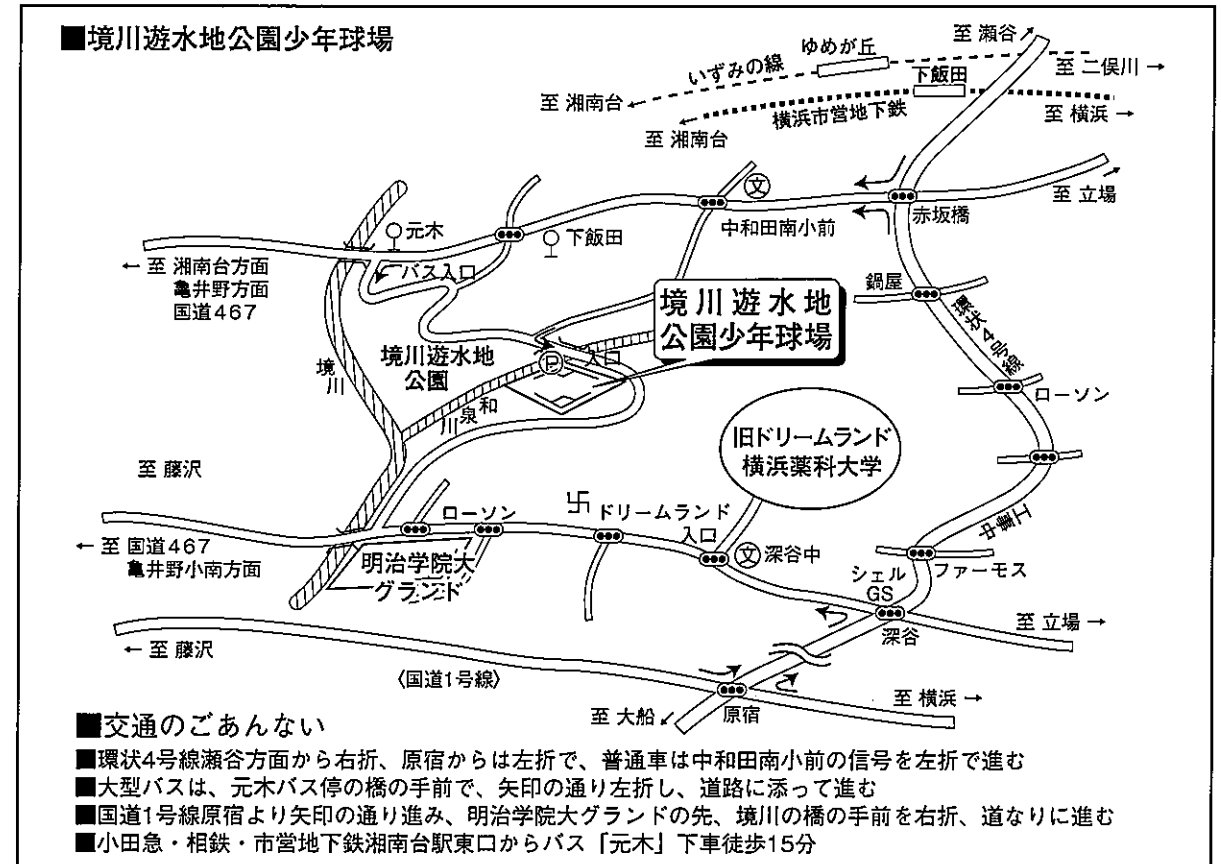 ■境川遊水地公園少年球場
至 瀬谷
ゆめが丘
いずみの線
至 二俣川 →
下飯田
至 湘南台
横浜市営地下鉄
至 横浜 →
至 湘南台
文
至 立場
赤坂橋
中和田南小前
元木
下飯田
バス入口
← 至 湘南台方面
亀井野方面
国道467
鍋屋
境川遊水地
公園少年球場
環状4号線
入口
P
境川遊水地
公園
境川
和泉川
ローソン
旧ドリームランド
横浜薬科大学
至 藤沢
ローソン
卐ドリームランド
入口
← 至 国道467
亀井野小南方面
明治学院大
グランド
文 深谷中
シェル
GS
ファーモス
深谷
至 立場 →
← 至 藤沢
〈国道1号線〉
至 横浜 →
至 大船
原宿
■交通のごあんない
■環状4号線瀬谷方面から右折、原宿からは左折で、普通車は中和田南小前の信号を左折で進む
■大型バスは、元木バス停の橋の手前で、矢印の通り左折し、道路に添って進む
■国道1号線原宿より矢印の通り進み、明治学院大グランドの先、境川の橋の手前を右折、道なりに進む
■小田急・相鉄・市営地下鉄湘南台駅東口からバス「元木」下車徒歩15分